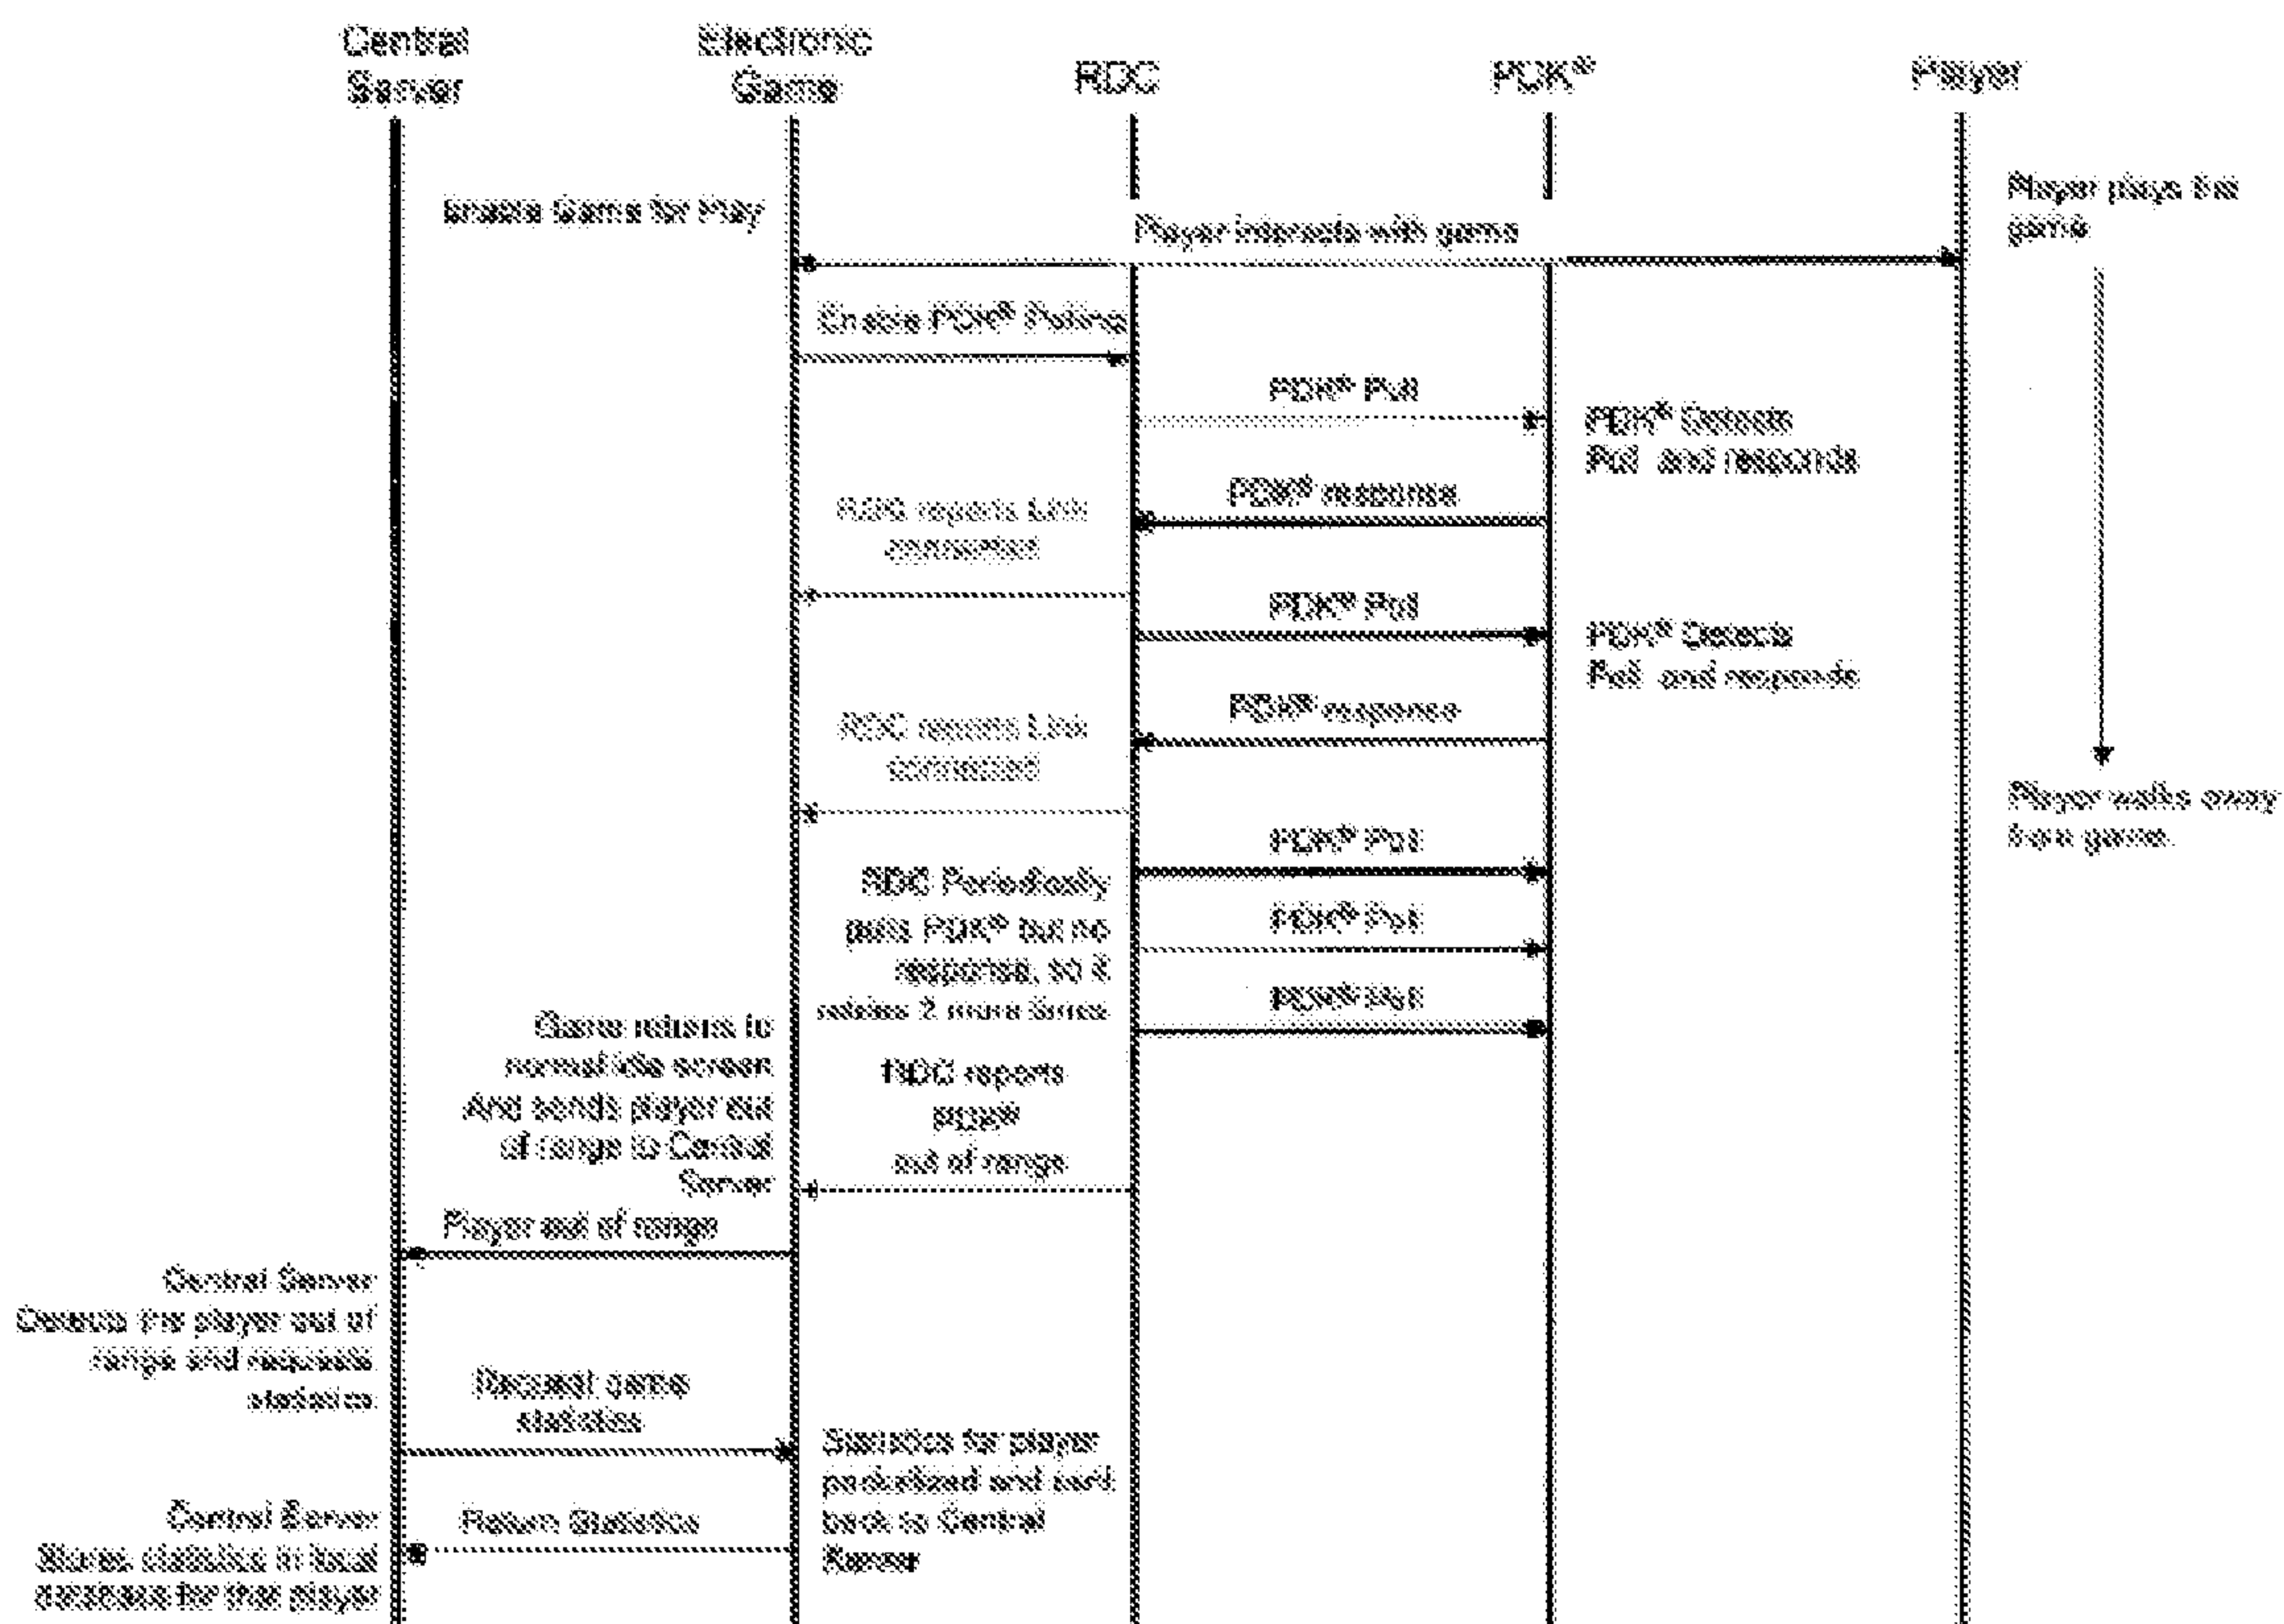 Central
Server
Electronic
Game
RDC
PDK®
Player
Enable Game for Play
Player plays the
game
Player interacts with game
Enable PDK® Polling
PDK® Poll
PDK® Detects
Poll and responds
PDK® response
RDC reports Link
connected
PDK® Poll
PDK® Detects
Poll and responds
PDK® response
RDC reports Link
connected
Player walks away
from game.
PDK® Poll
RDC Periodically
polls PDK® but no
response, so it
retries 2 more times
PDK® Poll
PDK® Poll
Game returns to
normal idle screen
And sends player out
of range to Central
Server
RDC reports
PDK®
out of range
Player out of range
Central Server
Detects the player out of
range and requests
statistics
Request game
statistics
Statistics for player
packetized and sent
back to Central
Server
Return Statistics
Central Server
Stores statistics in local
database for that player